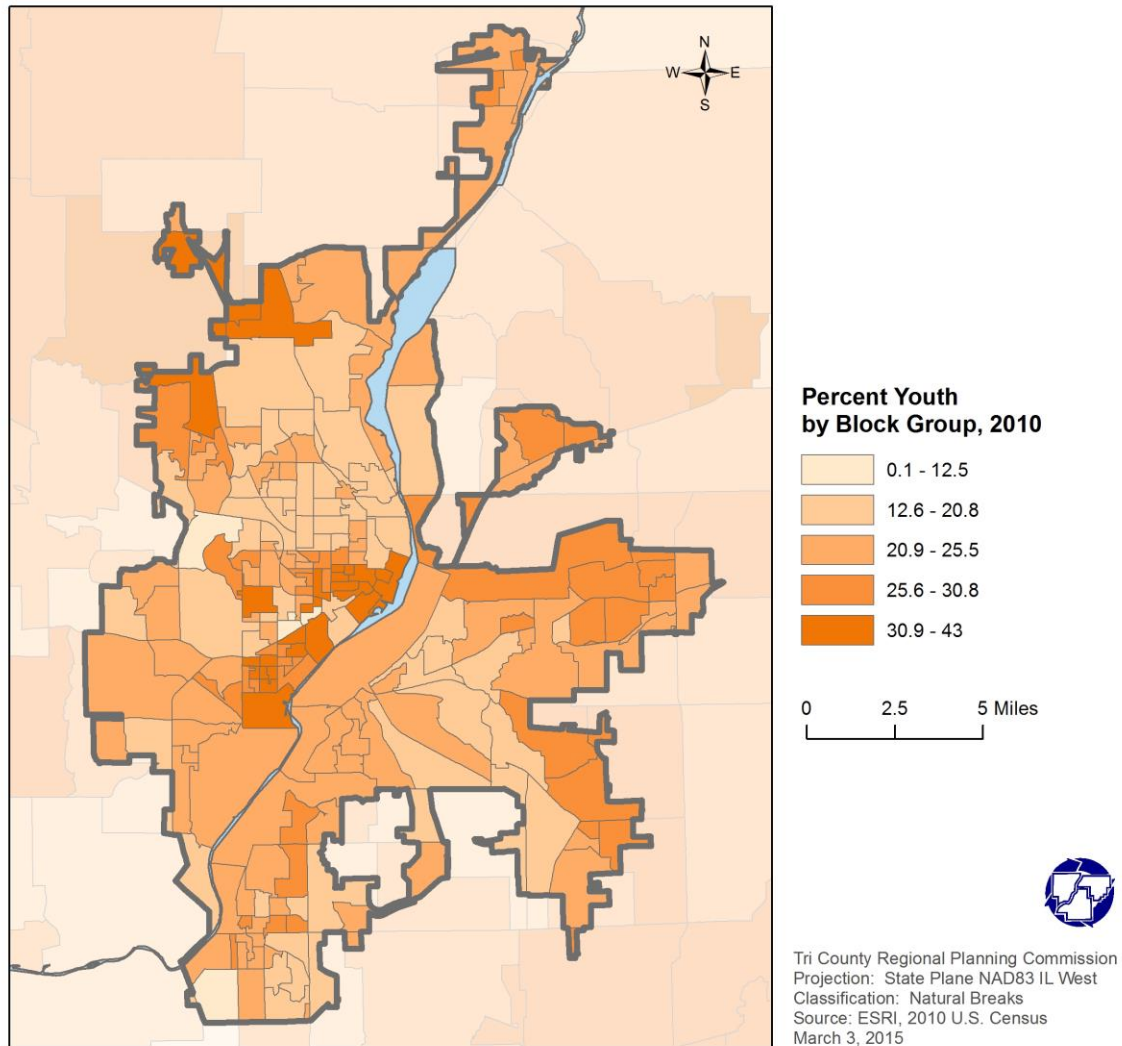 N
W E
S
Percent Youth
by Block Group, 2010
0.1 - 12.5
12.6 - 20.8
20.9 - 25.5
25.6 - 30.8
30.9 - 43
0 2.5 5 Miles
Tri County Regional Planning Commission
Projection: State Plane NAD83 IL West
Classification: Natural Breaks
Source: ESRI, 2010 U.S. Census
March 3, 2015